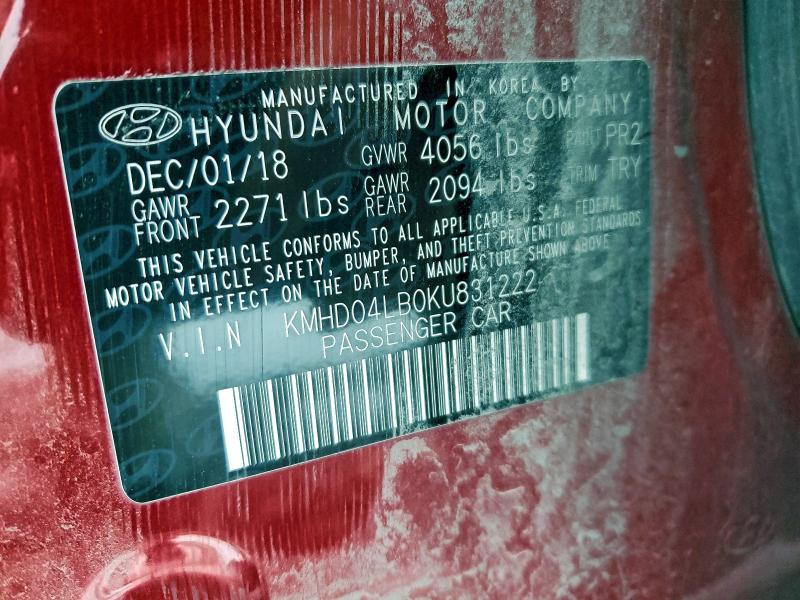 MANUFACTURED IN KOREA BY
HYUNDAI MOTOR COMPANY
DEC/01/18 GVWR 4056 lbs PAINT PR2
GAWR FRONT 2271 lbs GAWR REAR 2094 lbs TRIM TRY
THIS VEHICLE CONFORMS TO ALL APPLICABLE U.S.A. FEDERAL
MOTOR VEHICLE SAFETY, BUMPER, AND THEFT PREVENTION STANDARDS
IN EFFECT ON THE DATE OF MANUFACTURE SHOWN ABOVE
V.I.N KMHD04LB0KU831222
PASSENGER CAR